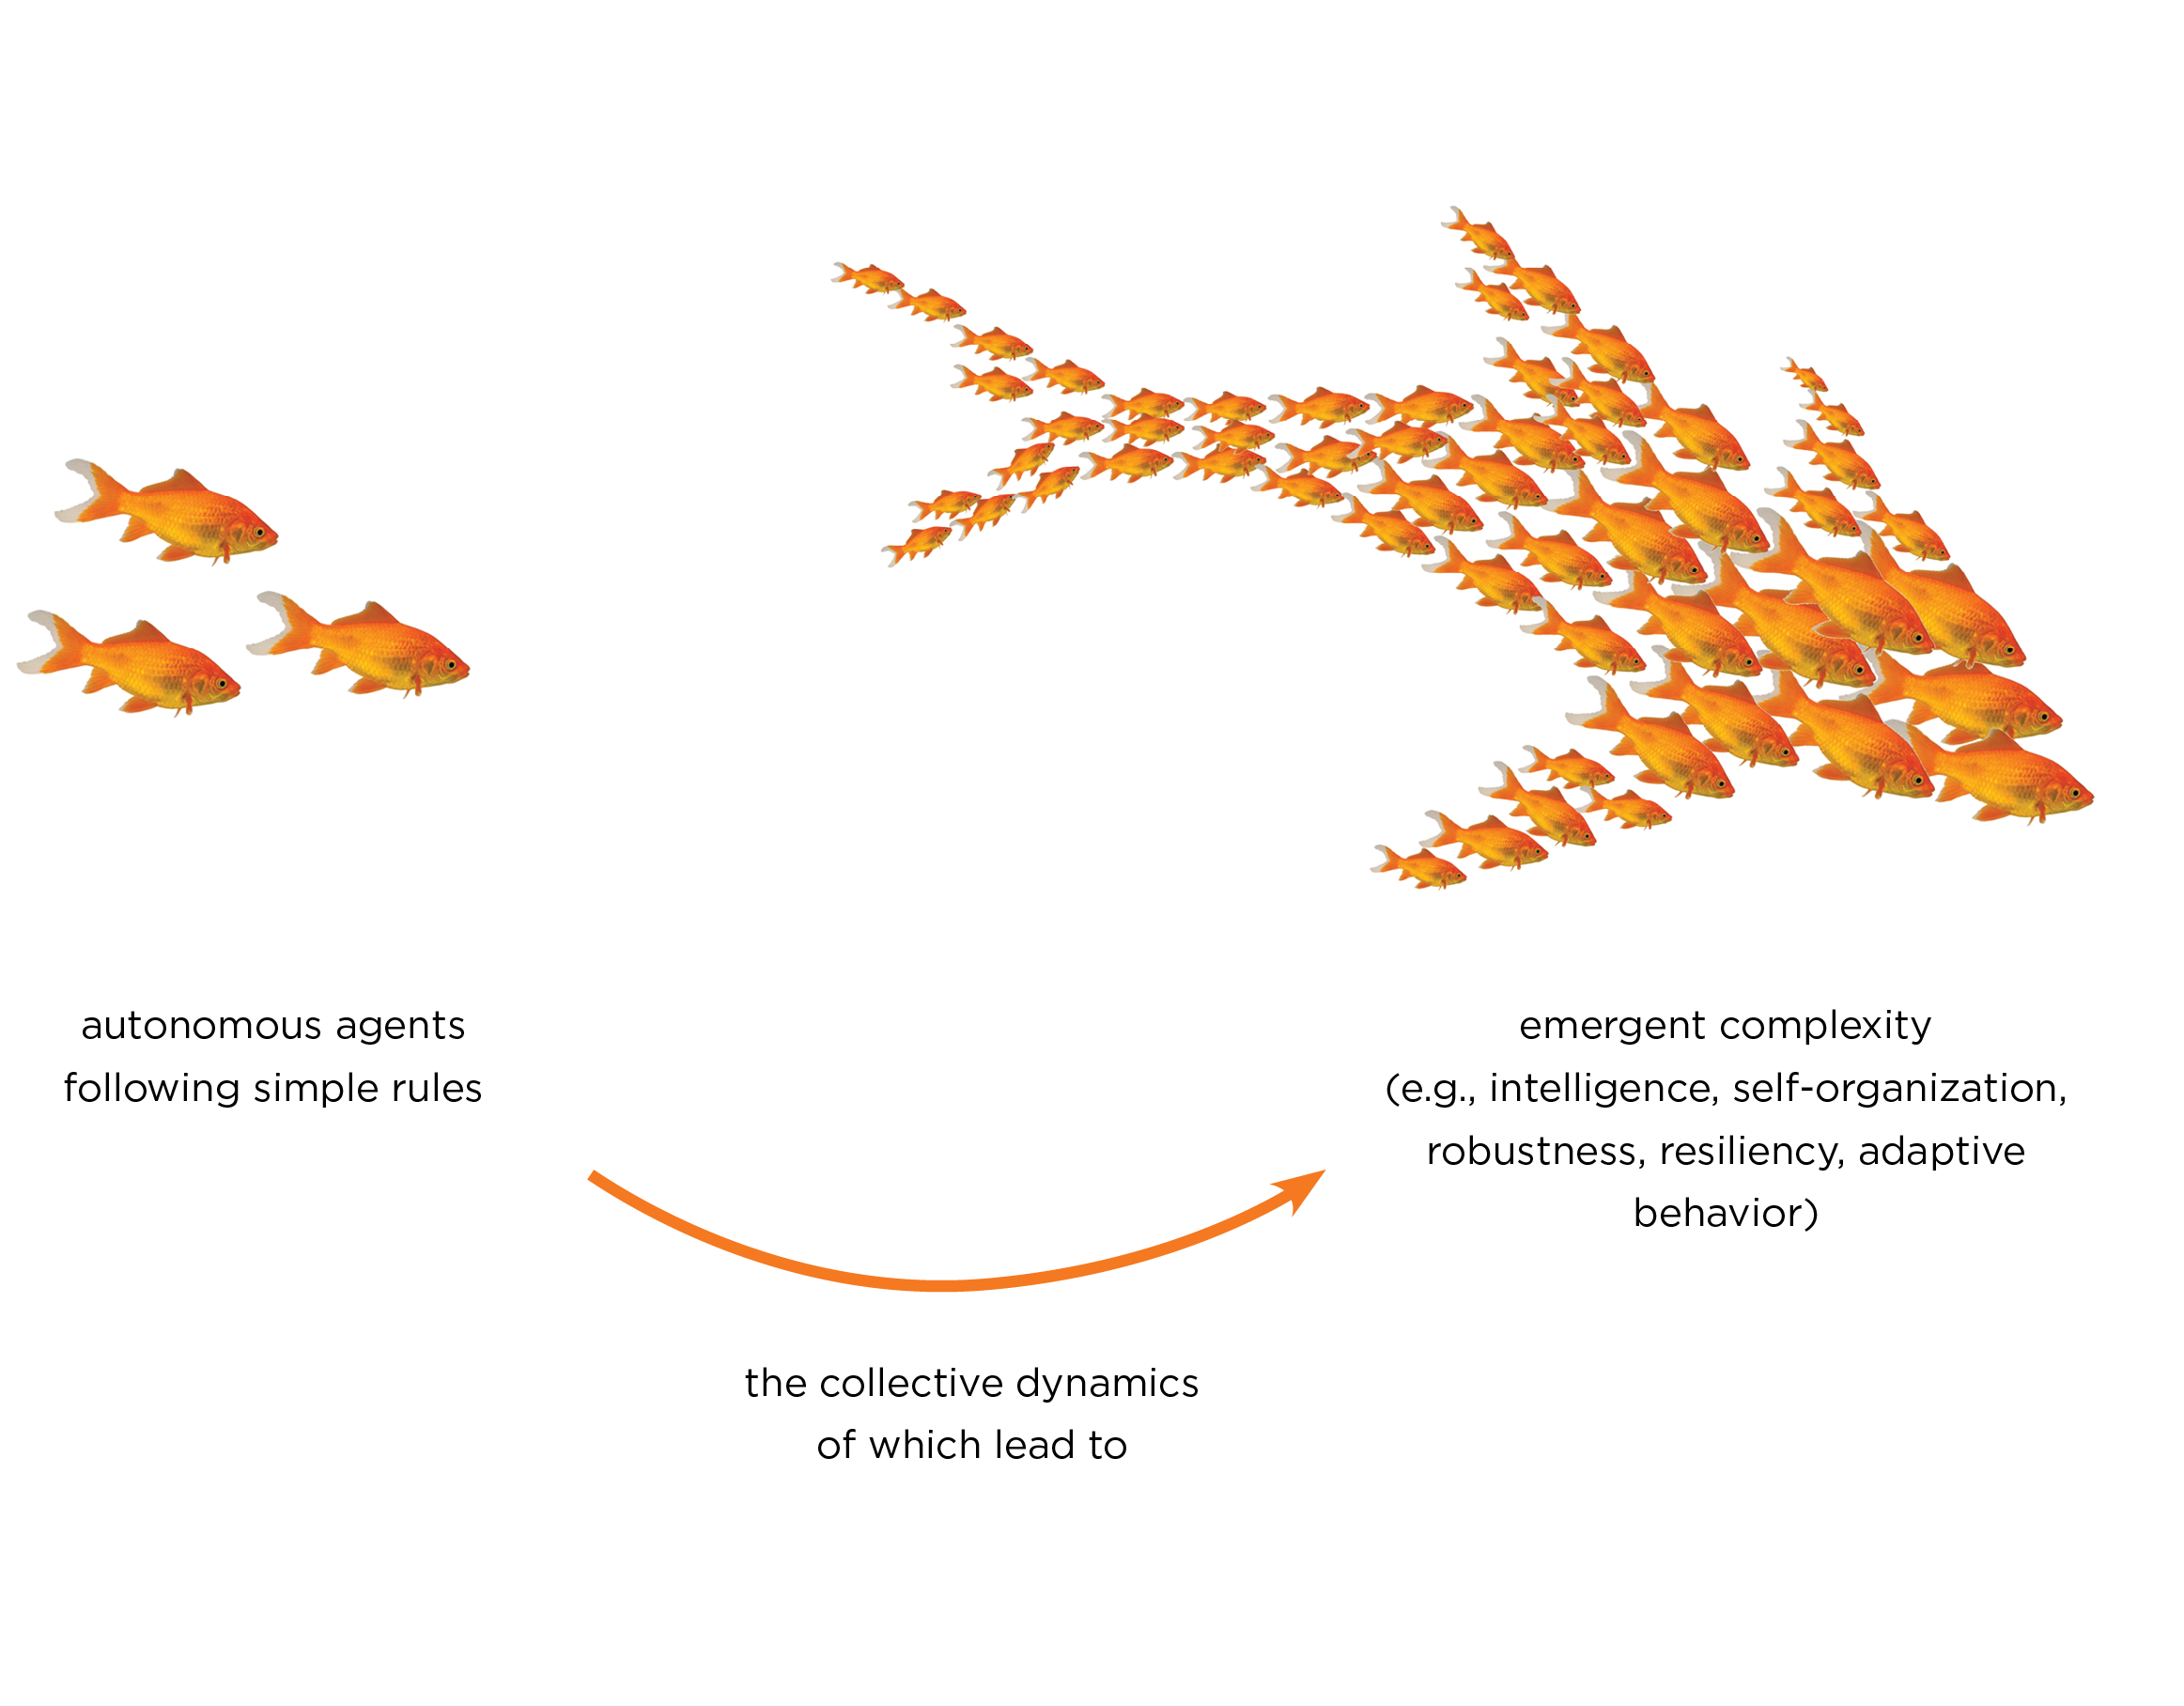 autonomous agents
following simple rules
the collective dynamics
of which lead to
emergent complexity
(e.g., intelligence, self-organization,
robustness, resiliency, adaptive
behavior)